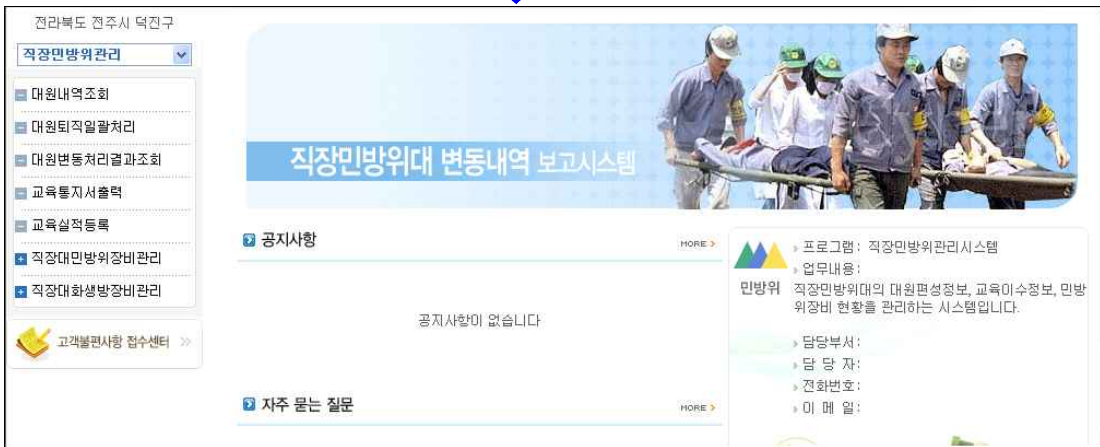 전라북도 전주시 덕진구
직장민방위관리
대원내역조회
대원퇴직일괄처리
대원변동처리결과조회
교육통지서출력
교육실적등록
직장대민방위장비관리
직장대화생방장비관리
고객불편사항 접수센터
직장민방위대 변동내역 보고시스템
공지사항
MORE
공지사항이 없습니다
자주 묻는 질문
MORE
민방위
프로그램: 직장민방위관리시스템
업무내용:
직장민방위대의 대원편성정보, 교육이수정보, 민방
위장비 현황을 관리하는 시스템입니다.
담당부서:
담 당 자:
전화번호:
이 메 일: